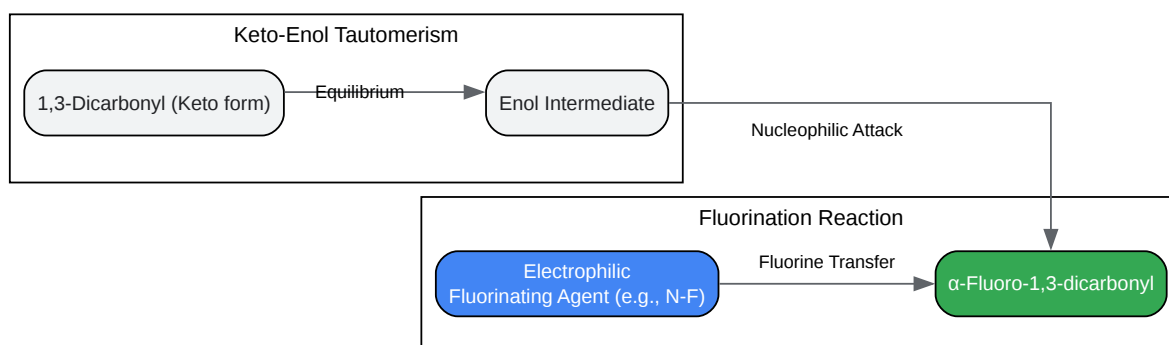 Keto-Enol Tautomerism
1,3-Dicarbonyl (Keto form)
Equilibrium
Enol Intermediate
Nucleophilic Attack
Fluorination Reaction
Electrophilic
Fluorinating Agent (e.g., N-F)
Fluorine Transfer
α-Fluoro-1,3-dicarbonyl